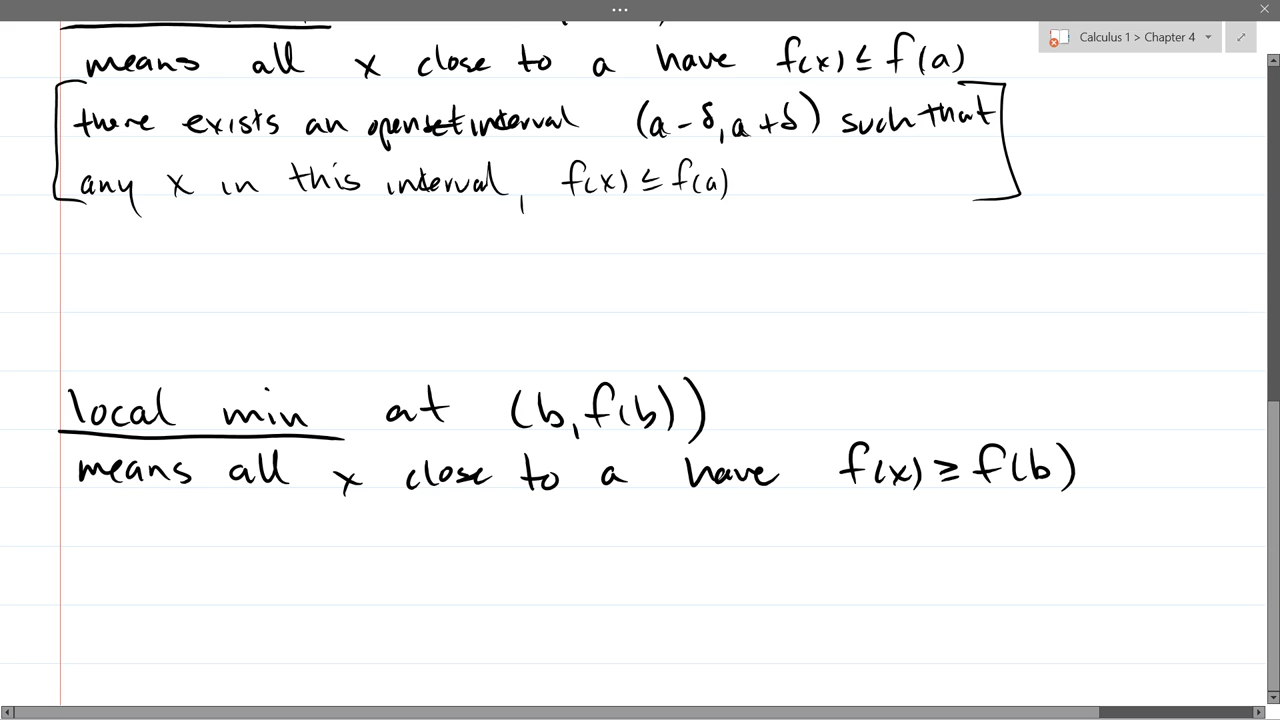 Calculus 1 > Chapter 4
means all x close to a have f(x) ≤ f(a)
there exists an open interval (a - δ, a + δ) such that
any x in this interval, f(x) ≤ f(a)
local min at (b, f(b))
means all x close to a have f(x) ≥ f(b)